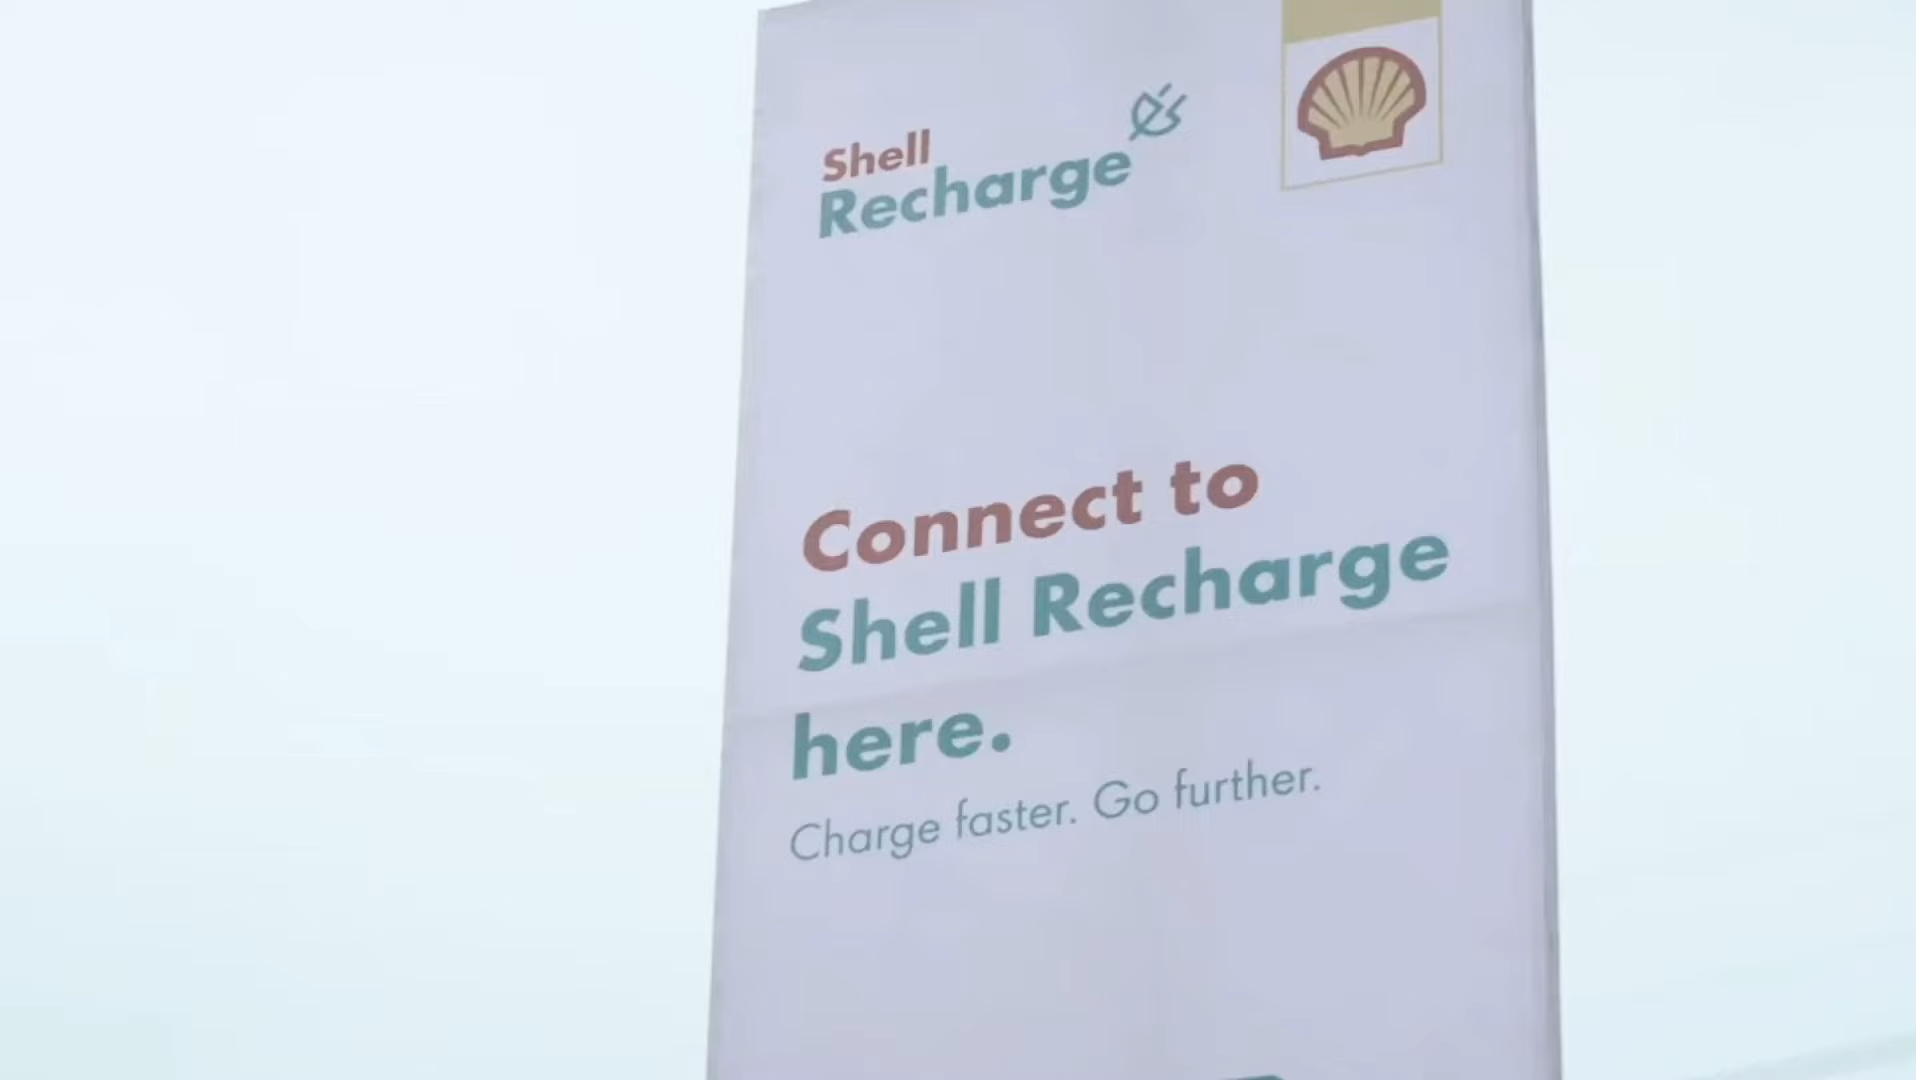 Shell
Recharge
Connect to
Shell Recharge
here.
Charge faster. Go further.